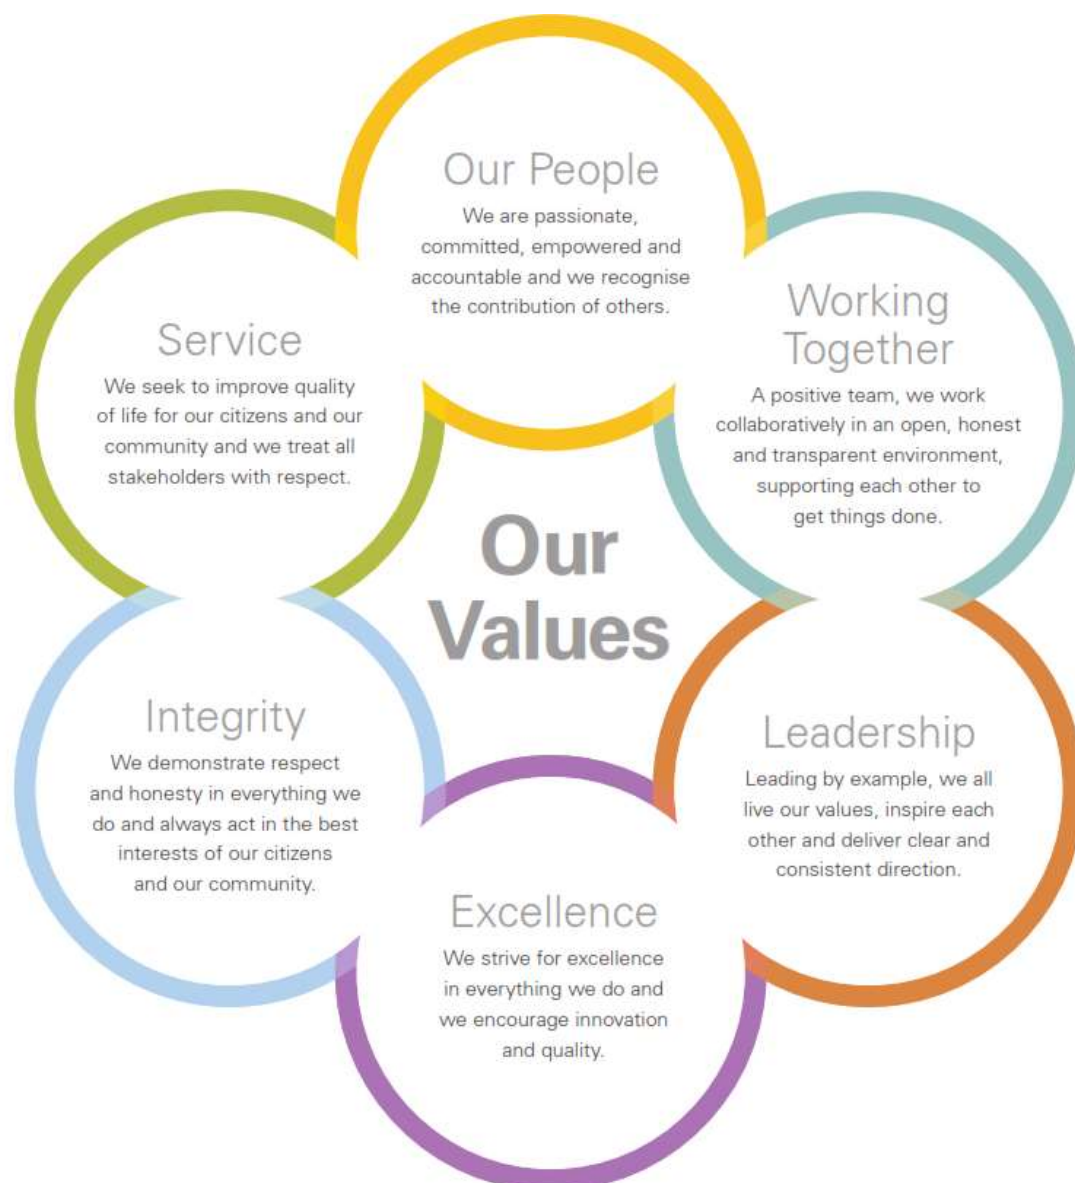 Our People
We are passionate,
committed, empowered and
accountable and we recognise
the contribution of others.
Working
Together
A positive team, we work
collaboratively in an open, honest
and transparent environment,
supporting each other to
get things done.
Service
We seek to improve quality
of life for our citizens and our
community and we treat all
stakeholders with respect.
Our
Values
Integrity
We demonstrate respect
and honesty in everything we
do and always act in the best
interests of our citizens
and our community.
Leadership
Leading by example, we all
live our values, inspire each
other and deliver clear and
consistent direction.
Excellence
We strive for excellence
in everything we do and
we encourage innovation
and quality.